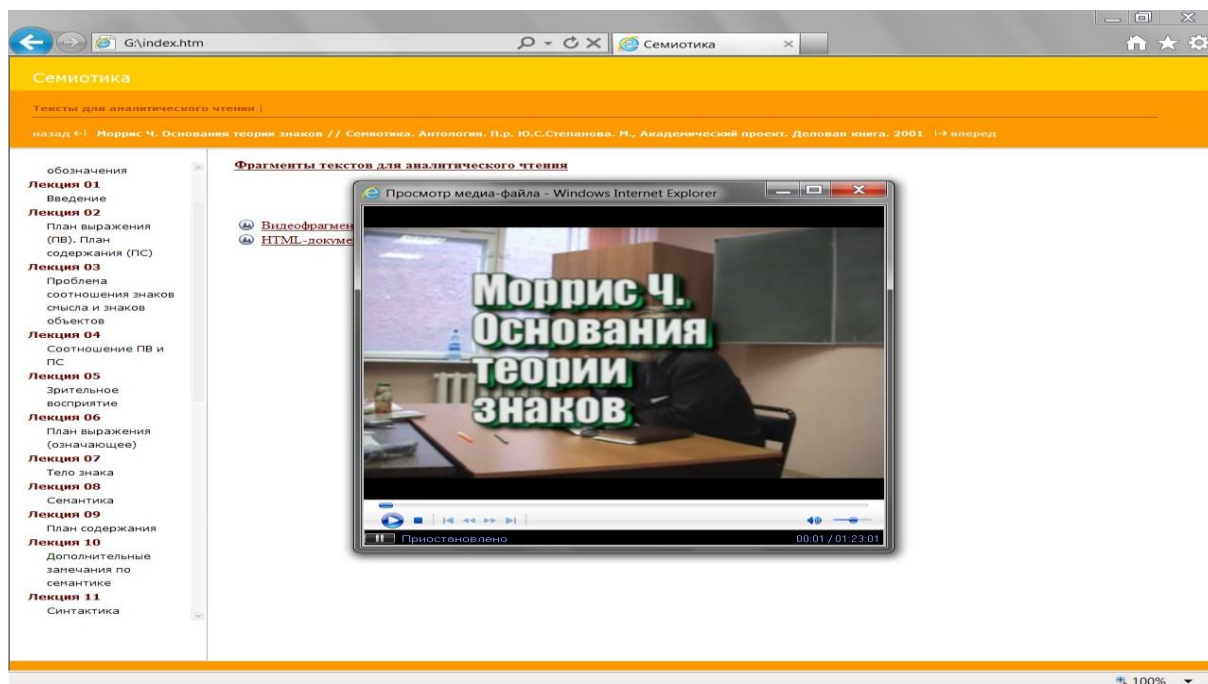 G:\index.htm
Семиотика
Семиотика
Тексты для аналитического чтения |
назад Моррис Ч. Основания теории знаков // Семиотика. Антология. П.р. Ю.С.Степанова. М., Академический проект. Деловая книга. 2001 вперед
обозначения
Лекция 01
Введение
Лекция 02
План выражения
(ПВ). План
содержания (ПС)
Лекция 03
Проблема
соотношения знаков
смысла и знаков
объектов
Лекция 04
Соотношение ПВ и
ПС
Лекция 05
Зрительное
восприятие
Лекция 06
План выражения
(означающее)
Лекция 07
Тело знака
Лекция 08
Семантика
Лекция 09
План содержания
Лекция 10
Дополнительные
замечания по
семантике
Лекция 11
Синтактика
Фрагменты текстов для аналитического чтения
Видеофрагмен
HTML-докуме
Просмотр медиа-файла - Windows Internet Explorer
Моррис Ч.
Основания
теории
знаков
Приостановлено
00:01 / 01:23:01
100%